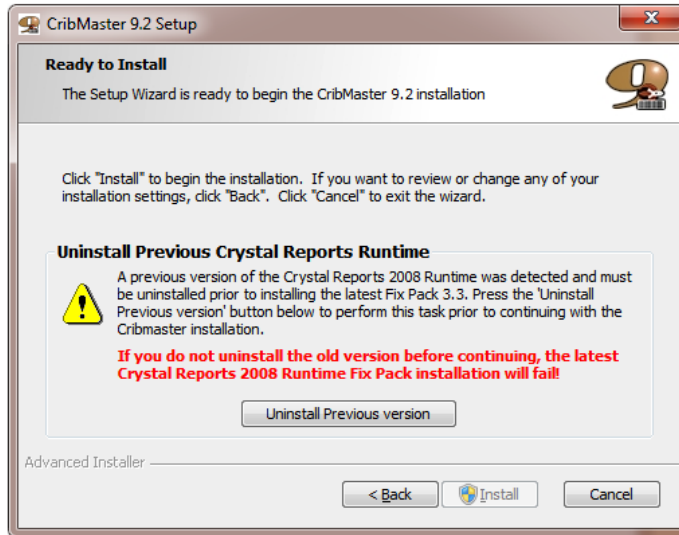 CribMaster 9.2 Setup
Ready to Install
The Setup Wizard is ready to begin the CribMaster 9.2 installation
Click "Install" to begin the installation.  If you want to review or change any of your
installation settings, click "Back".  Click "Cancel" to exit the wizard.
Uninstall Previous Crystal Reports Runtime
A previous version of the Crystal Reports 2008 Runtime was detected and must
be uninstalled prior to installing the latest Fix Pack 3.3. Press the 'Uninstall
Previous version' button below to perform this task prior to continuing with the
Cribmaster installation.
If you do not uninstall the old version before continuing, the latest
Crystal Reports 2008 Runtime Fix Pack installation will fail!
Uninstall Previous version
Advanced Installer
< Back
Install
Cancel